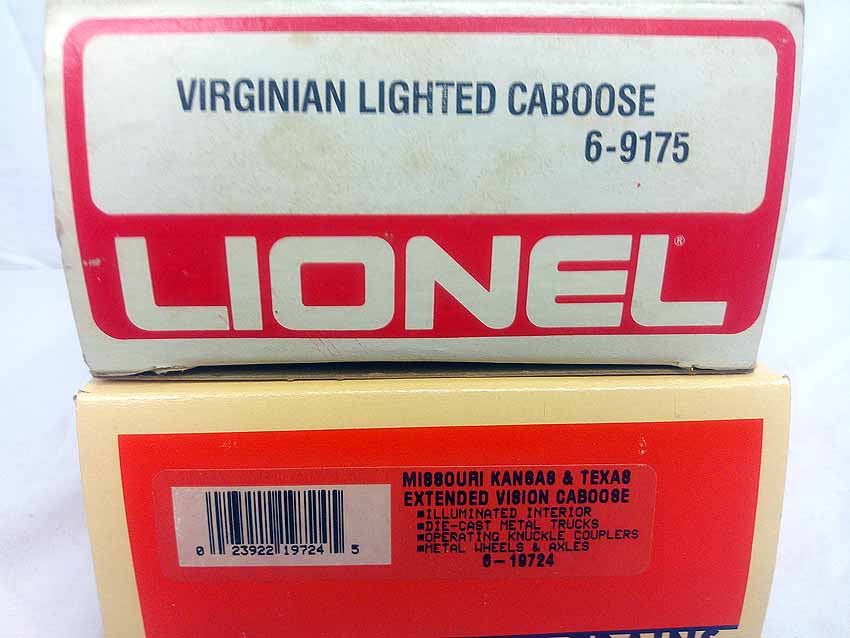 VIRGINIAN LIGHTED CABOOSE
6-9175
LIONEL®
MISSOURI KANSAS & TEXAS
EXTENDED VISION CABOOSE
■ILLUMINATED INTERIOR
■DIE-CAST METAL TRUCKS
■OPERATING KNUCKLE COUPLERS
■METAL WHEELS & AXLES
6-19724
0 23922 19724 5